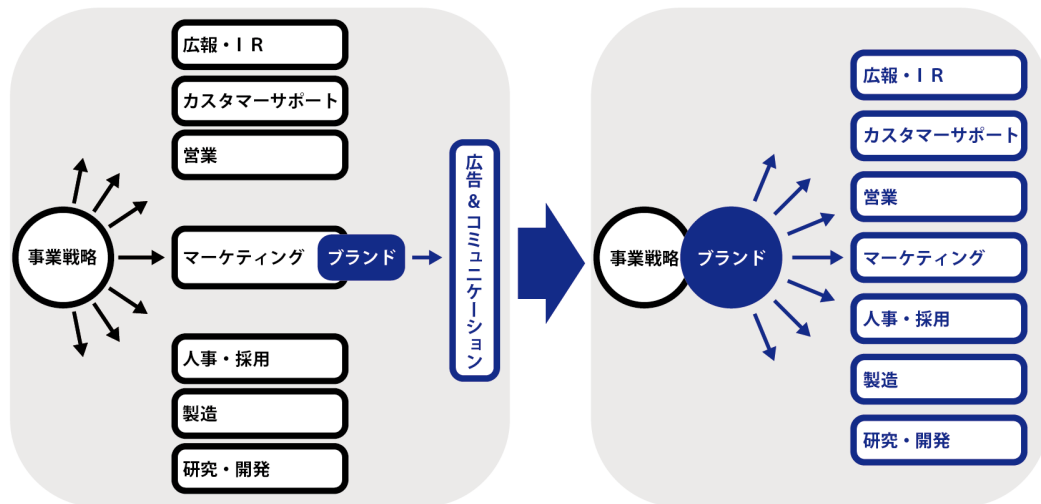 広報・ＩＲ
カスタマーサポート
営業
事業戦略
マーケティング
ブランド
広告＆コミュニケーション
人事・採用
製造
研究・開発
事業戦略
ブランド
広報・ＩＲ
カスタマーサポート
営業
マーケティング
人事・採用
製造
研究・開発